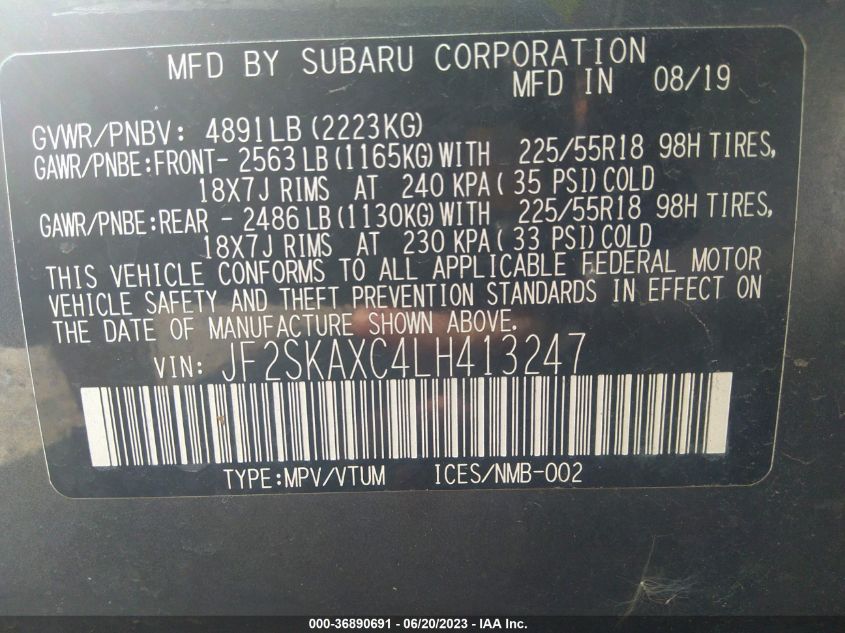 MFD BY SUBARU CORPORATION
MFD IN 08/19
GVWR/PNBV: 4891LB(2223KG)
GAWR/PNBE:FRONT- 2563 LB(1165KG)WITH 225/55R18 98H TIRES,
18X7J RIMS AT 240 KPA( 35 PSI)COLD
GAWR/PNBE:REAR - 2486 LB(1130KG)WITH 225/55R18 98H TIRES,
18X7J RIMS AT 230 KPA( 33 PSI)COLD
THIS VEHICLE CONFORMS TO ALL APPLICABLE FEDERAL MOTOR
VEHICLE SAFETY AND THEFT PREVENTION STANDARDS IN EFFECT ON
THE DATE OF MANUFACTURE SHOWN ABOVE.
VIN: JF2SKAXC4LH413247
TYPE:MPV/VTUM ICES/NMB-002
000-36890691 - 06/20/2023 - IAA Inc.